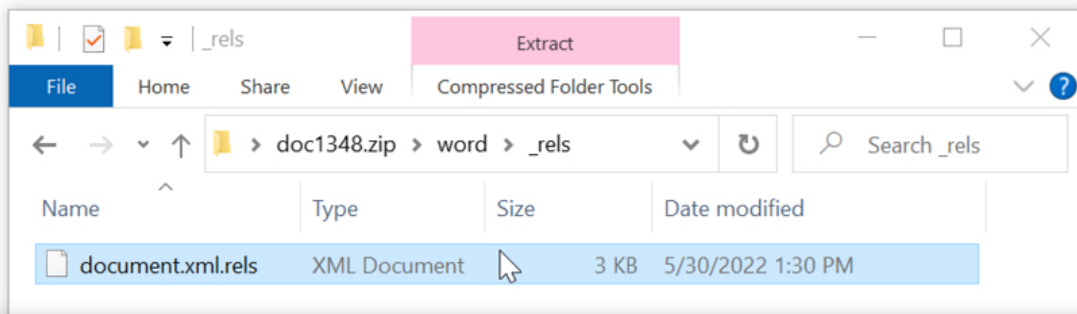 _rels Extract
File Home Share View Compressed Folder Tools ?
doc1348.zip > word > _rels Search _rels
Name Type Size Date modified
document.xml.rels XML Document 3 KB 5/30/2022 1:30 PM